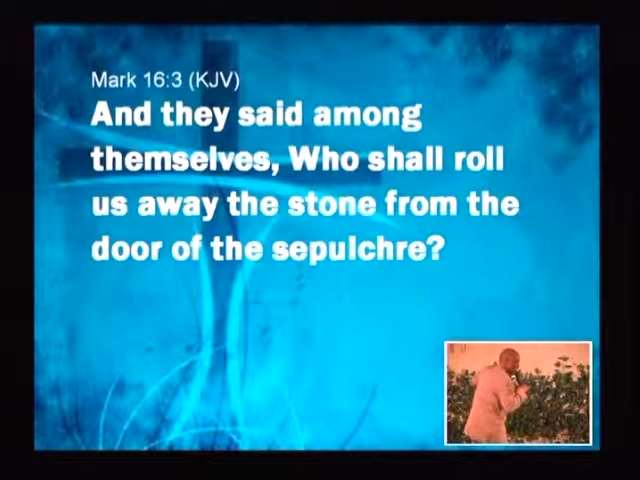 Mark 16:3 (KJV)
And they said among
themselves, Who shall roll
us away the stone from the
door of the sepulchre?